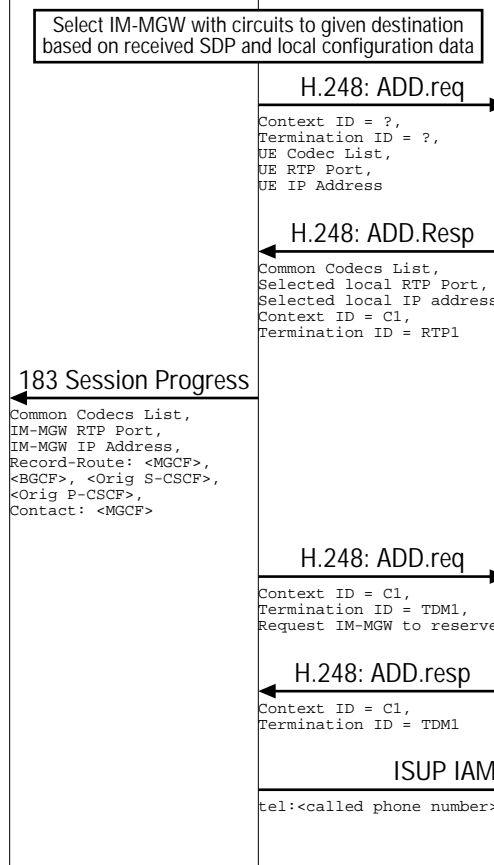 Select IM-MGW with circuits to given destination
based on received SDP and local configuration data
H.248: ADD.req
Context ID = ?,
Termination ID = ?,
UE Codec List,
UE RTP Port,
UE IP Address
H.248: ADD.Resp
Common Codecs List,
Selected local RTP Port,
Selected local IP address
Context ID = C1,
Termination ID = RTP1
183 Session Progress
Common Codecs List,
IM-MGW RTP Port,
IM-MGW IP Address,
Record-Route: <MGCF>,
<BGCF>, <Orig S-CSCF>,
<Orig P-CSCF>,
Contact: <MGCF>
H.248: ADD.req
Context ID = C1,
Termination ID = TDM1,
Request IM-MGW to reserve
H.248: ADD.resp
Context ID = C1,
Termination ID = TDM1
ISUP IAM
tel:<called phone number>